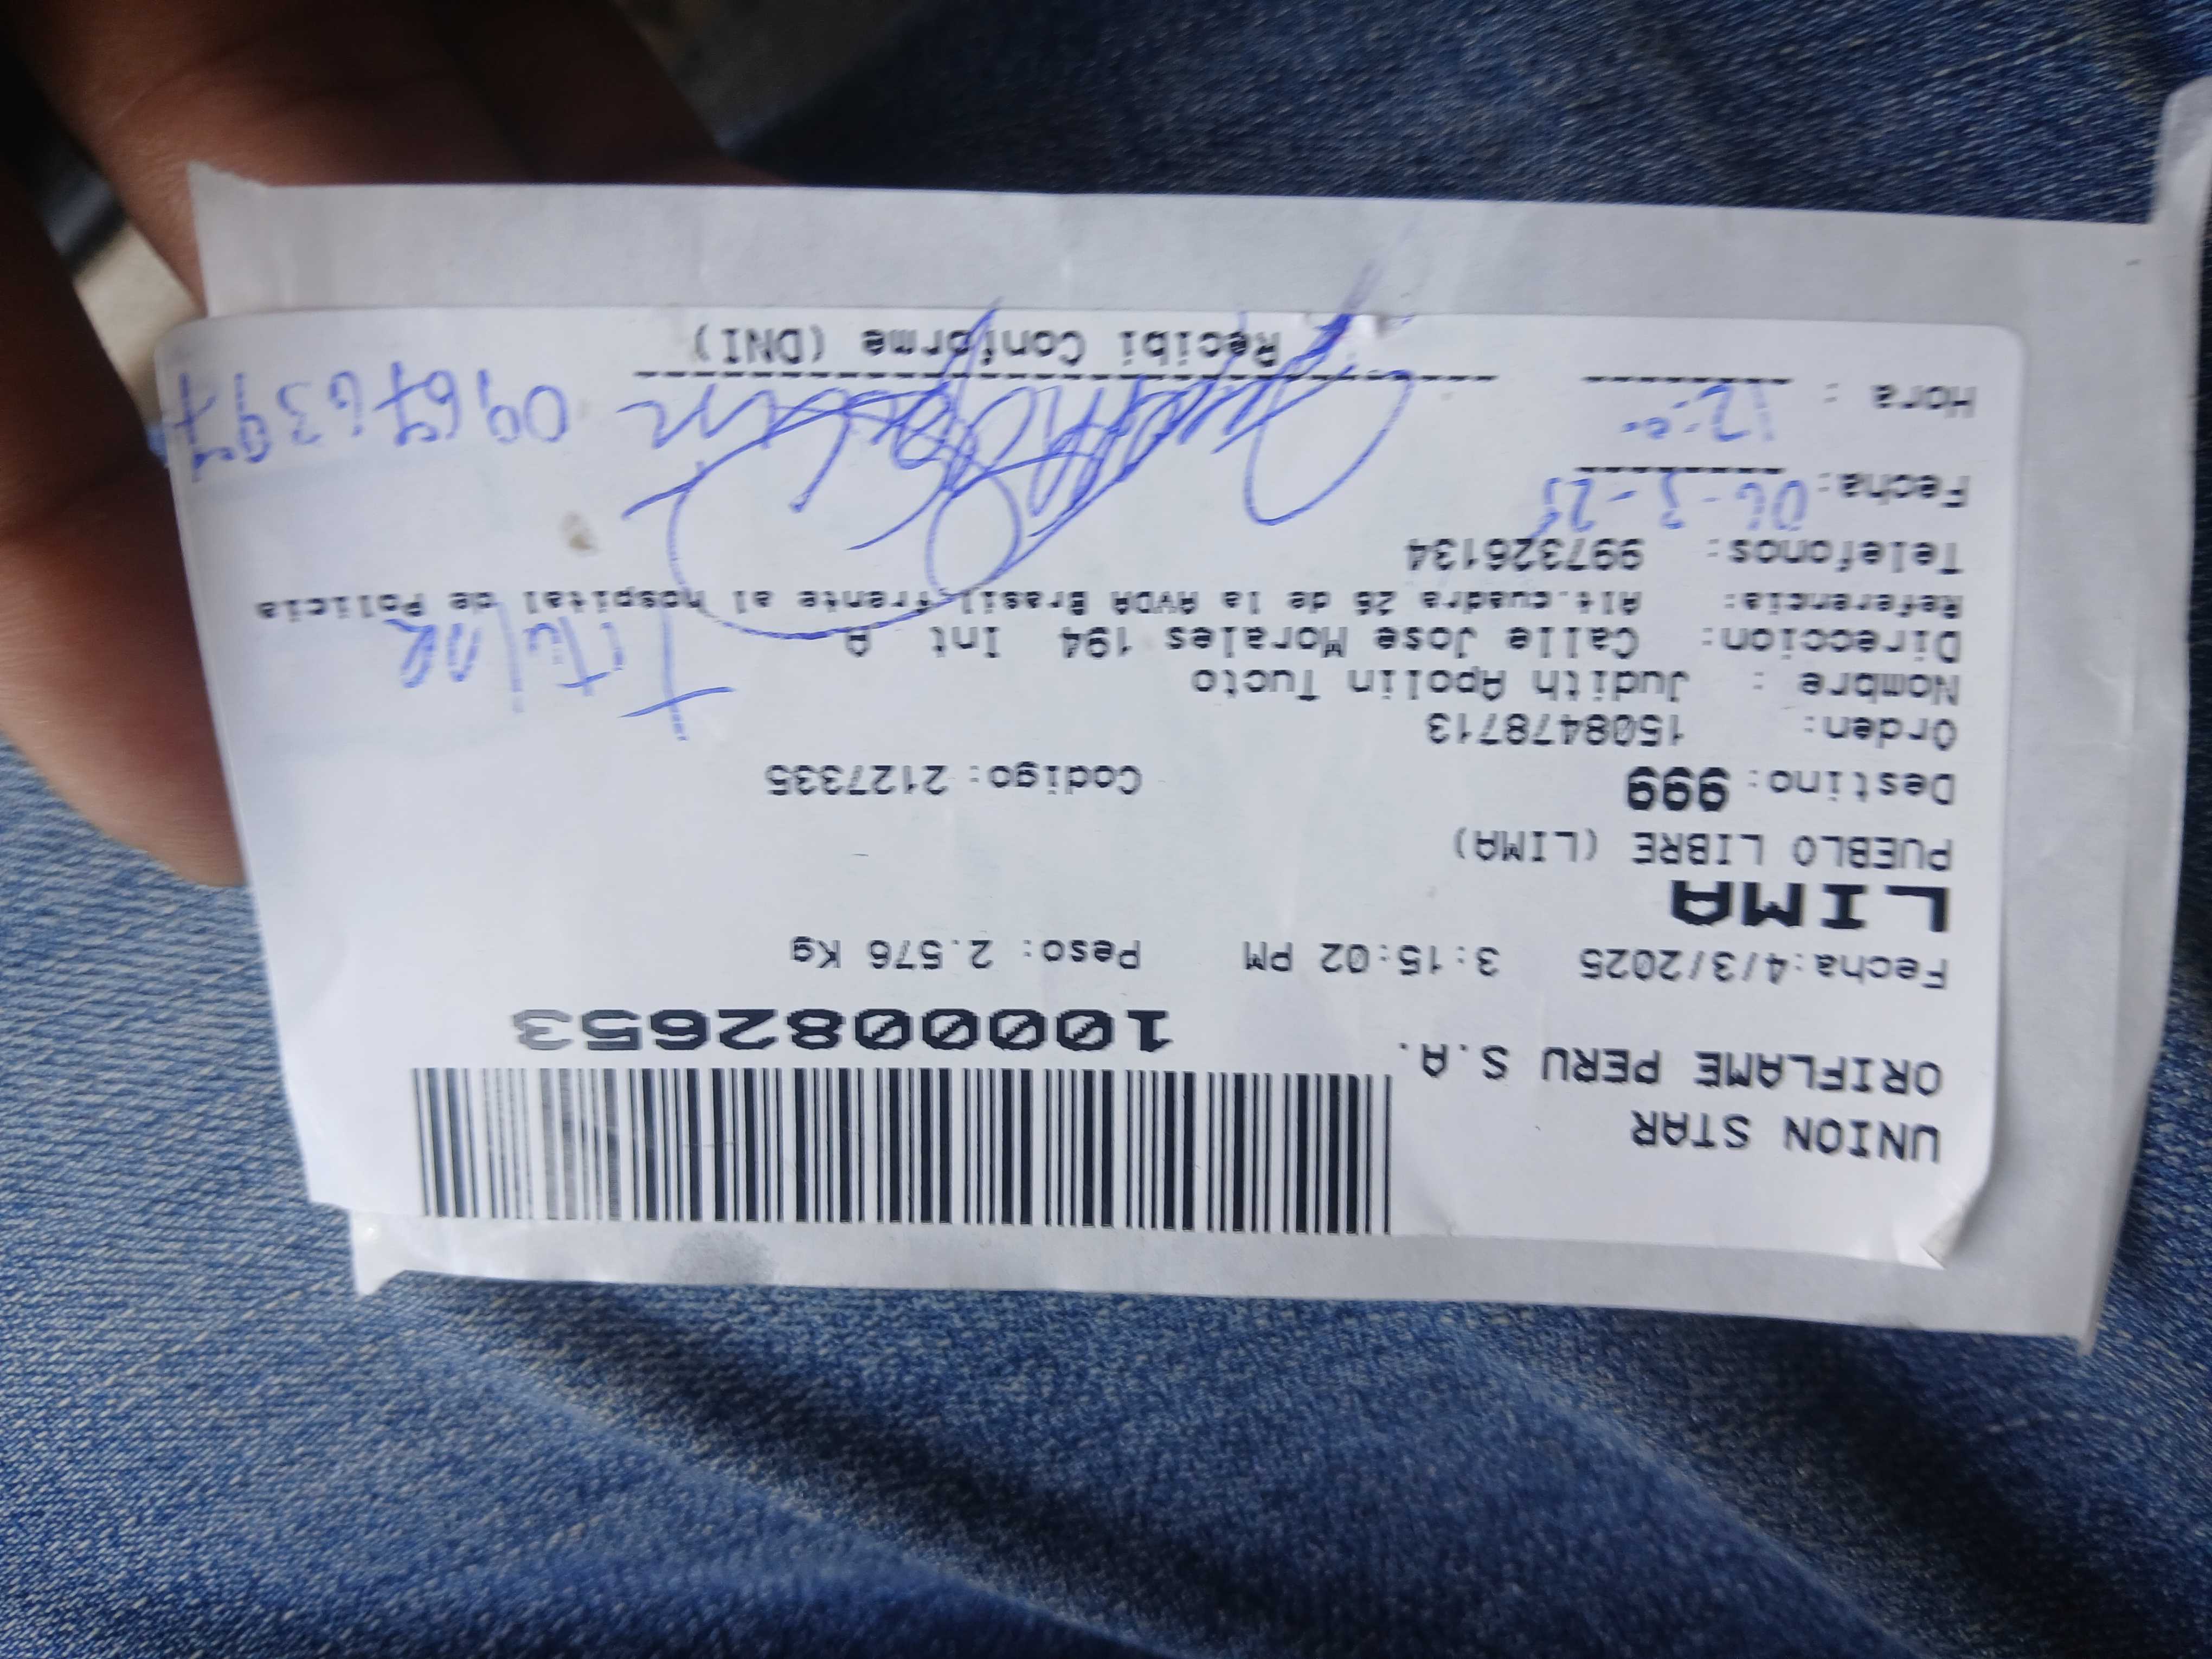 UNION STAR
ORIFLAME PERU S.A.
1000082653
Fecha:4/3/2025 3:15:02 PM Peso: 2.576 Kg
LIMA
PUEBLO LIBRE (LIMA)
Destino: 999 Codigo: 2127335
Orden: 1508478713
Nombre : Judith Apolin Tucto
Direccion: Calle Jose Morales 194 Int A
Referencia: Alt.cuadra 26 de la AVDA Brasil,frente al hospital de Policia
Titular
Telefonos: 997326134
Fecha: 06-3-25
Hora : 12:00
Recibi Conforme (DNI)